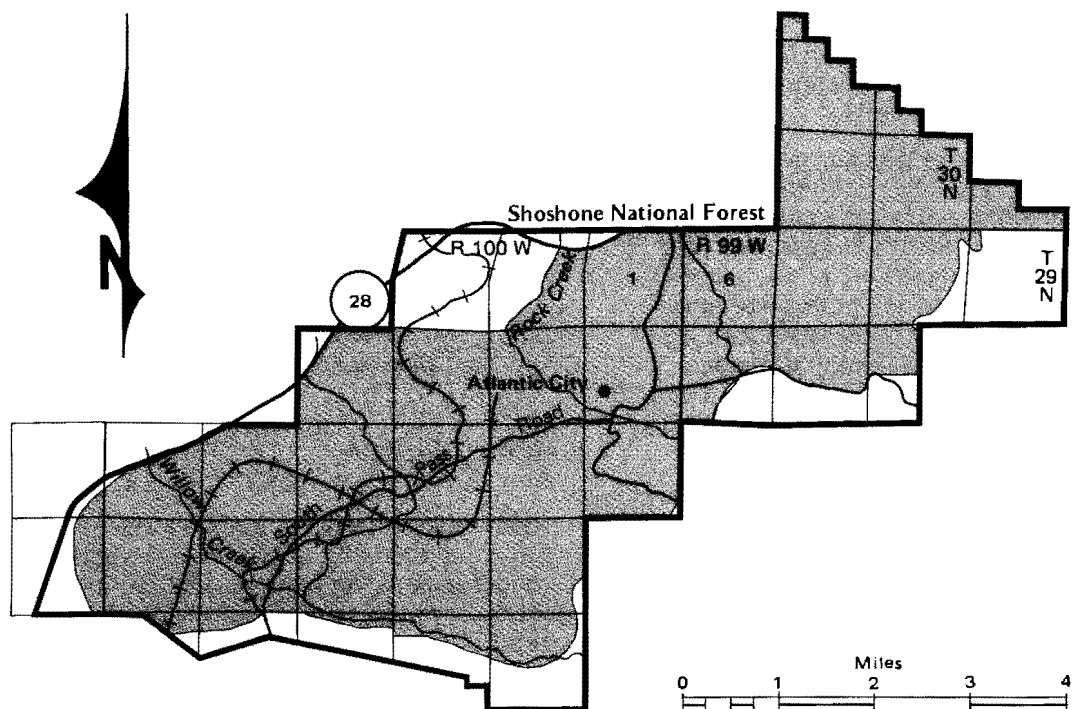 T
30
N
Shoshone National Forest
R 100 W
R 99 W
T
29
N
N
28
1
6
Rock Creek
Atlantic City
South Pass Road
Willow Creek
Miles
0 1 2 3 4